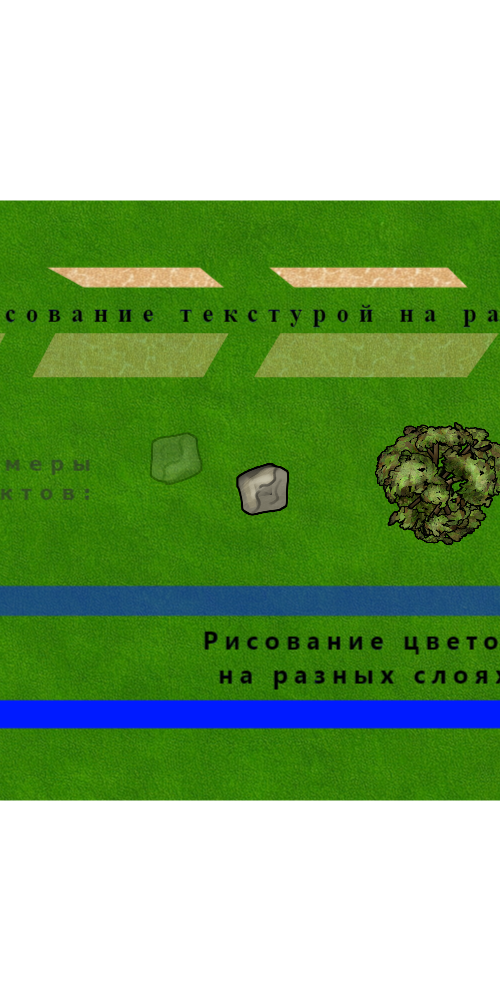 сование текстурой на ра
меры
ктов:
Рисование цвето
на разных слоях